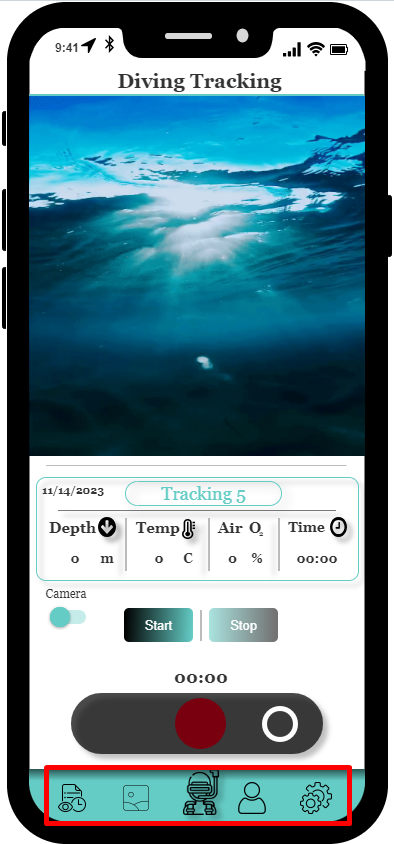 9:41
Diving Tracking
11/14/2023
Tracking 5
Depth Temp Air O₂ Time
0 m 0 C 0 % 00:00
Camera
Start Stop
00:00